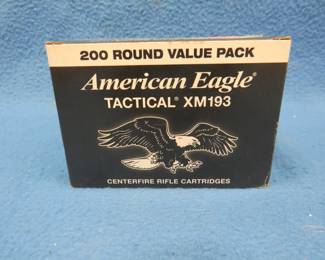 200 ROUND VALUE PACK
American Eagle®
TACTICAL® XM193
CENTERFIRE RIFLE CARTRIDGES